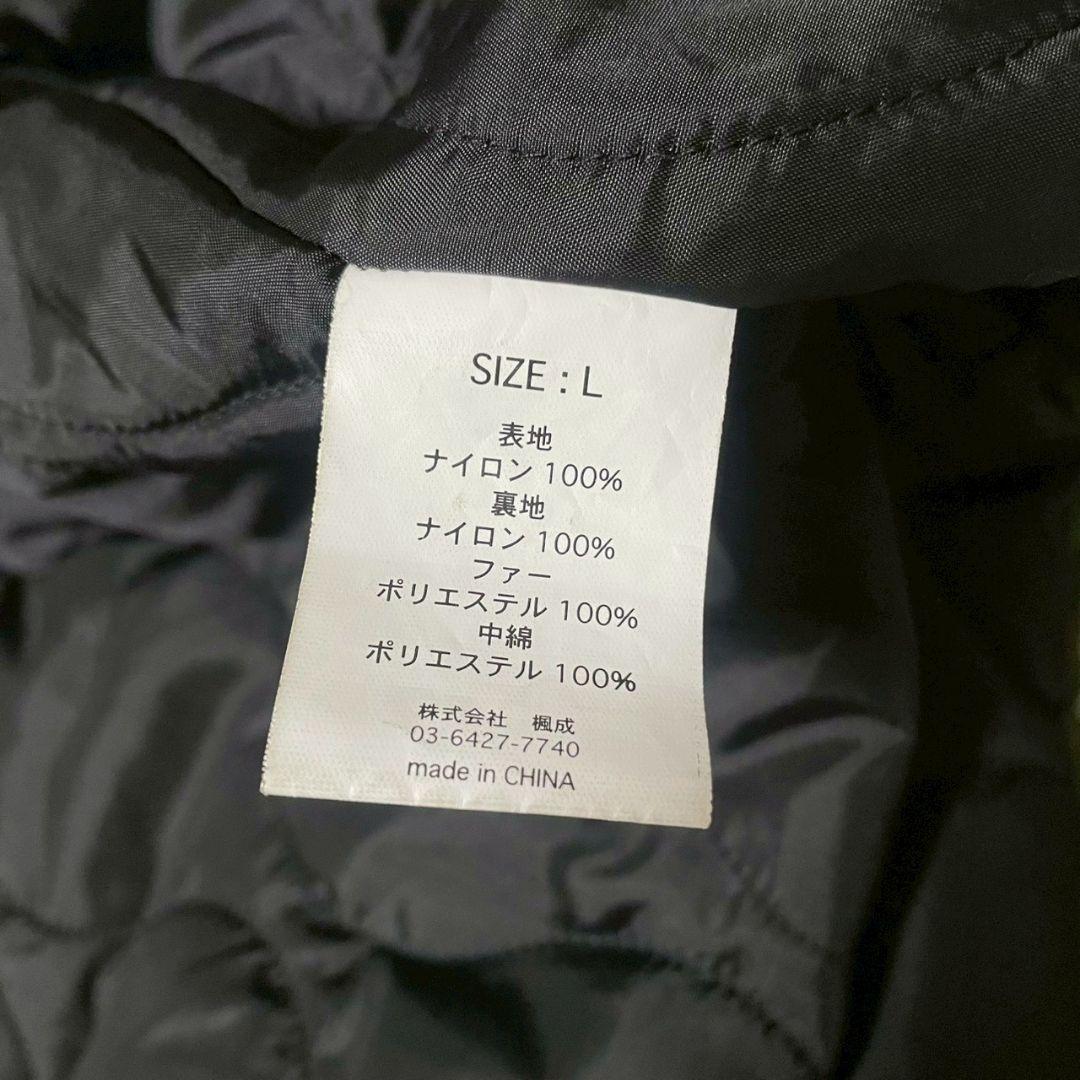 SIZE : L
表地
ナイロン 100%
裏地
ナイロン 100%
ファー
ポリエステル 100%
中綿
ポリエステル 100%
株式会社　楓成
03-6427-7740
made in CHINA